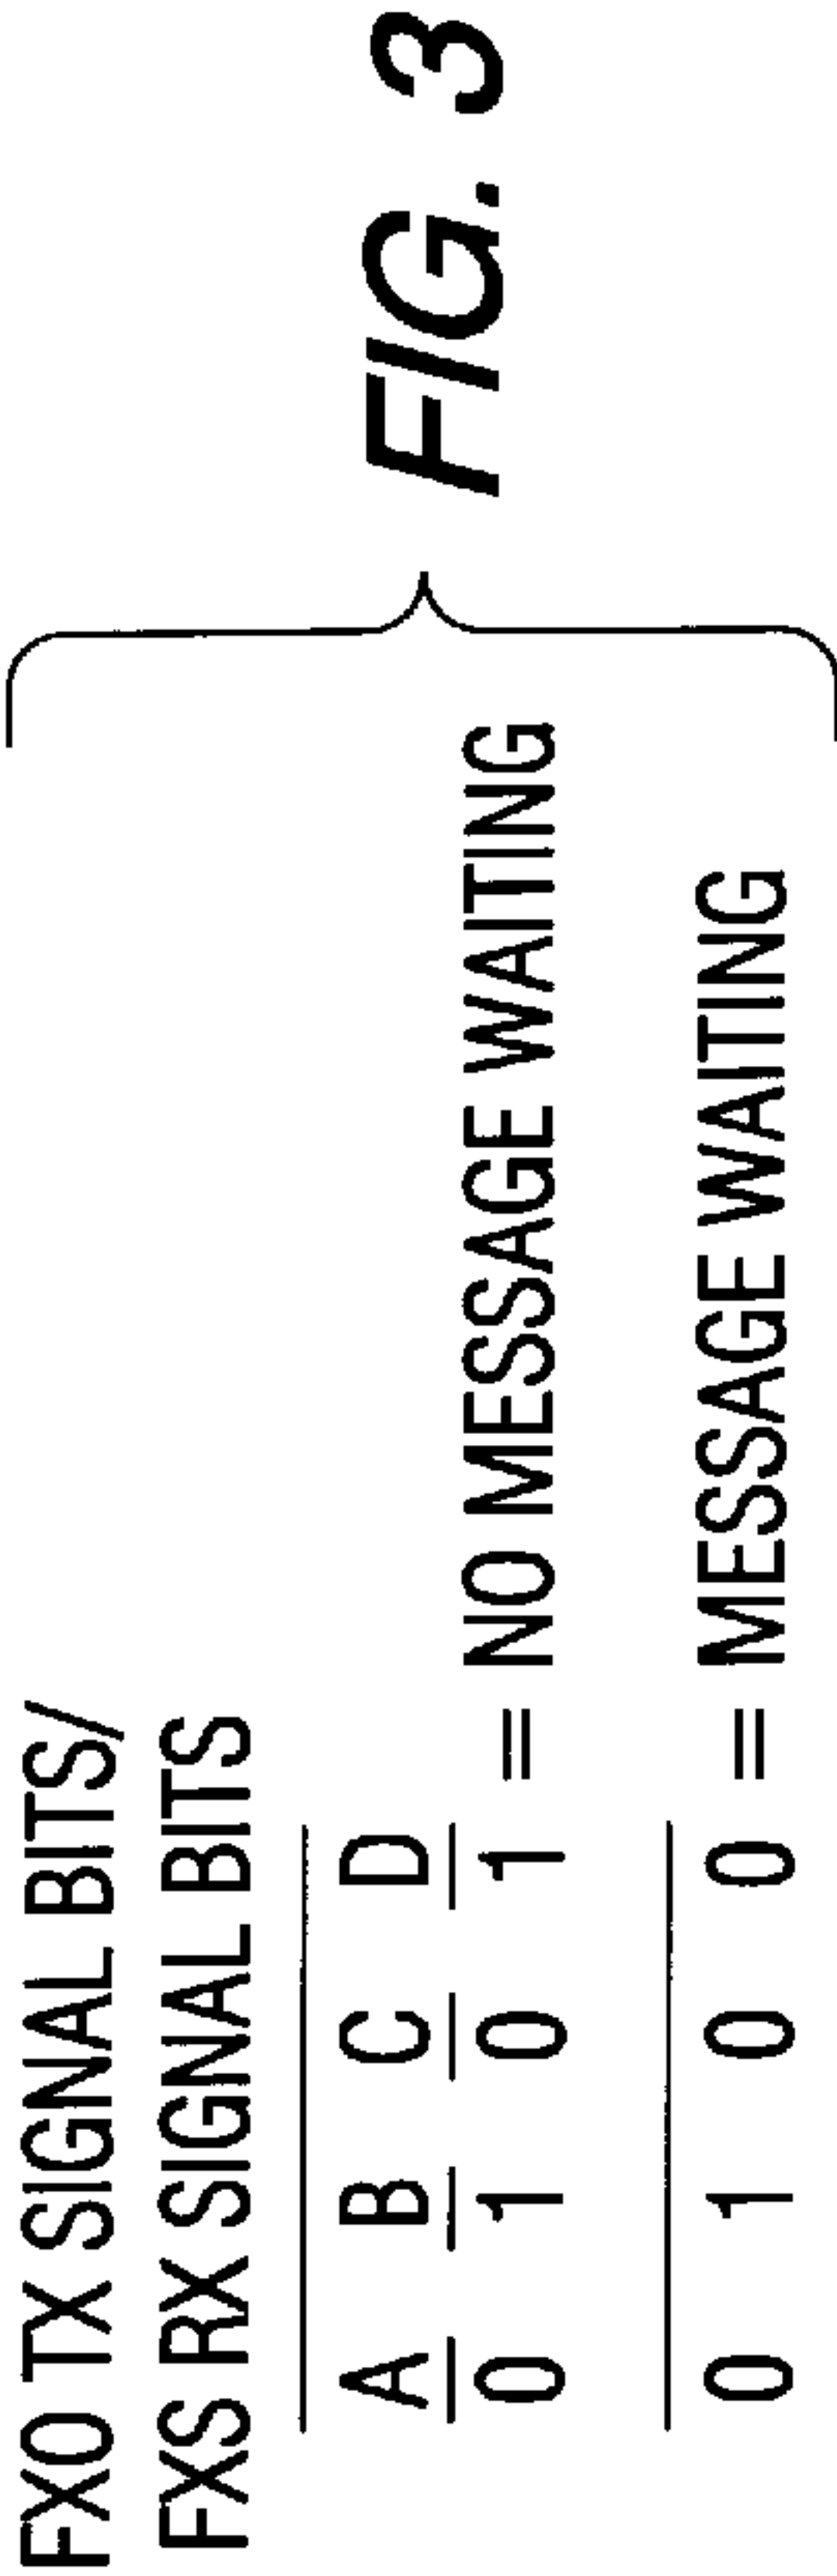 FXO TX SIGNAL BITS/
FXS RX SIGNAL BITS
A B C D
0 1 0 1 = NO MESSAGE WAITING
0 1 0 0 = MESSAGE WAITING
FIG. 3